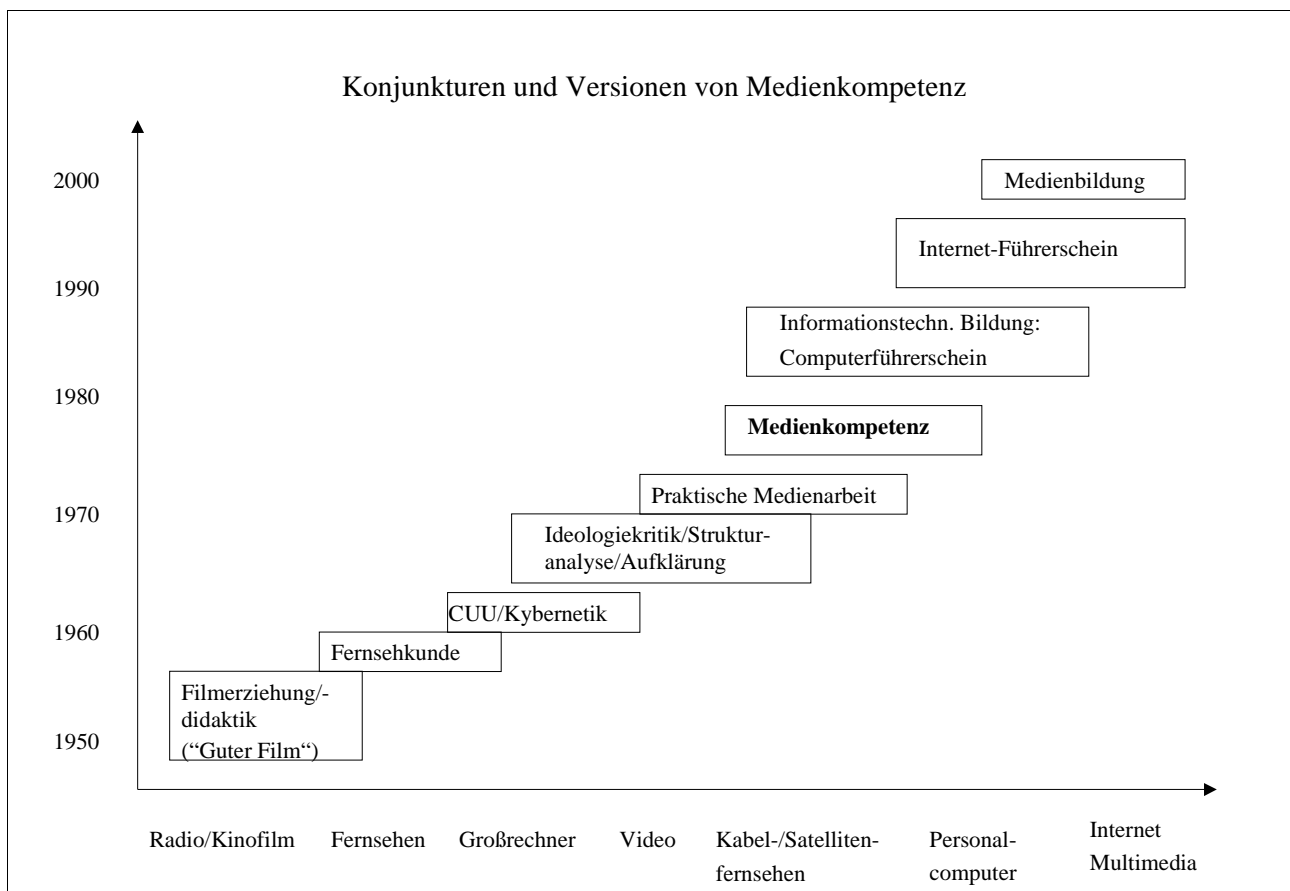 Konjunkturen und Versionen von Medienkompetenz
2000
Medienbildung
Internet-Führerschein
1990
Informationstechn. Bildung:
Computerführerschein
1980
Medienkompetenz
Praktische Medienarbeit
1970
Ideologiekritik/Struktur-
analyse/Aufklärung
CUU/Kybernetik
1960
Fernsehkunde
Filmerziehung/-
didaktik
1950
(“Guter Film“)
Radio/Kinofilm
Fernsehen
Großrechner
Video
Kabel-/Satelliten-
fernsehen
Personal-
computer
Internet
Multimedia